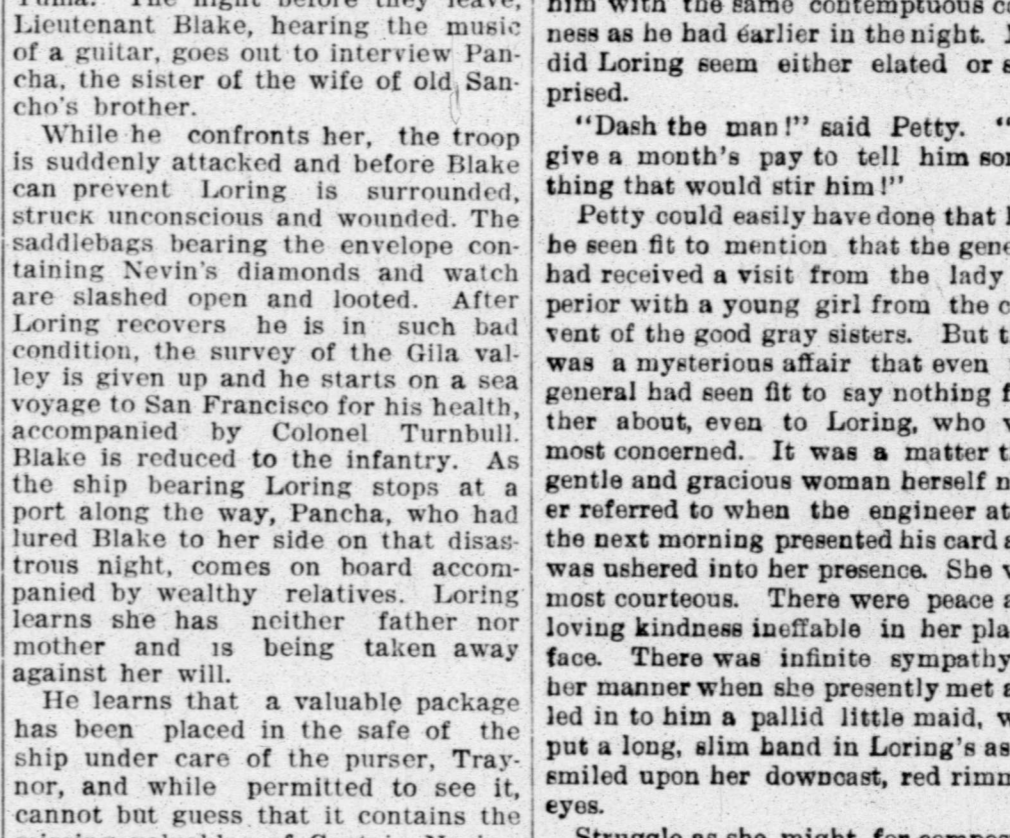 The night before they leave,
Lieutenant Blake, hearing the music
of a guitar, goes out to interview Pan-
cha, the sister of the wife of old San-
cho's brother.
While he confronts her, the troop
is suddenly attacked and before Blake
can prevent Loring is surrounded,
struck unconscious and wounded. The
saddlebags bearing the envelope con-
taining Nevin's diamonds and watch
are slashed open and looted. After
Loring recovers he is in such bad
condition, the survey of the Gila val-
ley is given up and he starts on a sea
voyage to San Francisco for his health,
accompanied by Colonel Turnbull.
Blake is reduced to the infantry. As
the ship bearing Loring stops at a
port along the way, Pancha, who had
lured Blake to her side on that disas-
trous night, comes on board accom-
panied by wealthy relatives. Loring
learns she has neither father nor
mother and is being taken away
against her will.
He learns that a valuable package
has been placed in the safe of the
ship under care of the purser, Tray-
nor, and while permitted to see it,
cannot but guess that it contains the
him with the same contemptuous
ness as he had earlier in the night.
did Loring seem either elated or
prised.
"Dash the man!" said Petty. "
give a month's pay to tell him
thing that would stir him!"
Petty could easily have done that
he seen fit to mention that the
had received a visit from the lady
perior with a young girl from the
vent of the good gray sisters. But
was a mysterious affair that even
general had seen fit to say nothing
ther about, even to Loring, who
most concerned. It was a matter
gentle and gracious woman herself
er referred to when the engineer at
the next morning presented his card
was ushered into her presence. She
most courteous. There were peace
loving kindness ineffable in her
face. There was infinite sympathy
her manner when she presently met
led in to him a pallid little maid,
put a long, slim hand in Loring's as
smiled upon her downcast, red
eyes.
Struggle as she might for